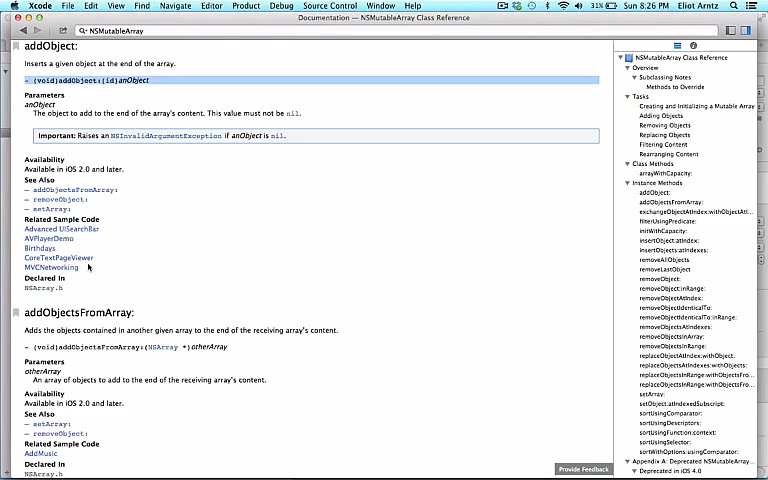 Xcode File Edit View Find Navigate Editor Product Debug Source Control Window Help 31% Sun 8:26 PM Eliot Arntz
Documentation — NSMutableArray Class Reference
NSMutableArray
addObject:
Inserts a given object at the end of the array.
- (void)addObject:(id)anObject
Parameters
anObject
The object to add to the end of the array's content. This value must not be nil.
Important: Raises an NSInvalidArgumentException if anObject is nil.
Availability
Available in iOS 2.0 and later.
See Also
– addObjectsFromArray:
– removeObject:
– setArray:
Related Sample Code
Advanced UISearchBar
AVPlayerDemo
Birthdays
CoreTextPageViewer
MVCNetworking
Declared In
NSArray.h
addObjectsFromArray:
Adds the objects contained in another given array to the end of the receiving array's content.
- (void)addObjectsFromArray:(NSArray *)otherArray
Parameters
otherArray
An array of objects to add to the end of the receiving array's content.
Availability
Available in iOS 2.0 and later.
See Also
– setArray:
– removeObject:
Related Sample Code
AddMusic
Declared In
NSArray.h
Provide Feedback
NSMutableArray Class Reference
Overview
Subclassing Notes
Methods to Override
Tasks
Creating and Initializing a Mutable Array
Adding Objects
Removing Objects
Replacing Objects
Filtering Content
Rearranging Content
Class Methods
arrayWithCapacity:
Instance Methods
addObject:
addObjectsFromArray:
exchangeObjectAtIndex:withObjectAtI...
filterUsingPredicate:
initWithCapacity:
insertObject:atIndex:
insertObjects:atIndexes:
removeAllObjects
removeLastObject
removeObject:
removeObject:inRange:
removeObjectAtIndex:
removeObjectIdenticalTo:
removeObjectIdenticalTo:inRange:
removeObjectsAtIndexes:
removeObjectsInArray:
removeObjectsInRange:
replaceObjectAtIndex:withObject:
replaceObjectsAtIndexes:withObjects:
replaceObjectsInRange:withObjectsFro...
replaceObjectsInRange:withObjectsFro...
setArray:
setObject:atIndexedSubscript:
sortUsingComparator:
sortUsingDescriptors:
sortUsingFunction:context:
sortUsingSelector:
sortWithOptions:usingComparator:
Appendix A: Deprecated NSMutableArray...
Deprecated in iOS 4.0